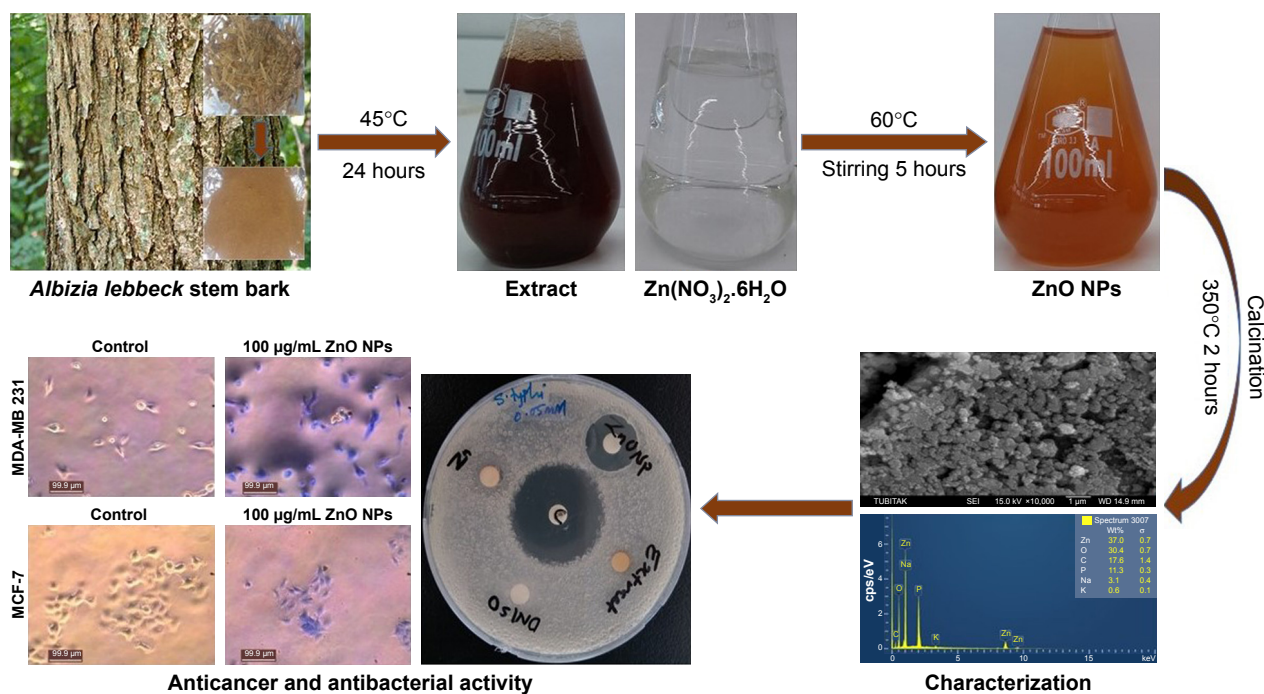 45°C
24 hours
100ml
60°C
Stirring 5 hours
100ml
Albizia lebbeck stem bark
Extract
Zn(NO3)2.6H2O
ZnO NPs
Calcination
350°C 2 hours
Control
100 µg/mL ZnO NPs
MDA-MB 231
99.9 µm
99.9 µm
Control
100 µg/mL ZnO NPs
MCF-7
99.9 µm
99.9 µm
S. typhi
0.05mM
ZnONP
SN
C
Extract
DMSO
TUBITAK SEI 15.0 kV ×10,000 1 µm WD 14.9 mm
Spectrum 3007
Wt% σ
Zn 37.0 0.7
O 30.4 0.7
C 17.6 1.4
P 11.3 0.3
Na 3.1 0.4
K 0.6 0.1
cps/eV
6
4
2
0
Zn
Na
O
P
C
K
Zn
Zn
0 5 10 15 keV
Anticancer and antibacterial activity
Characterization